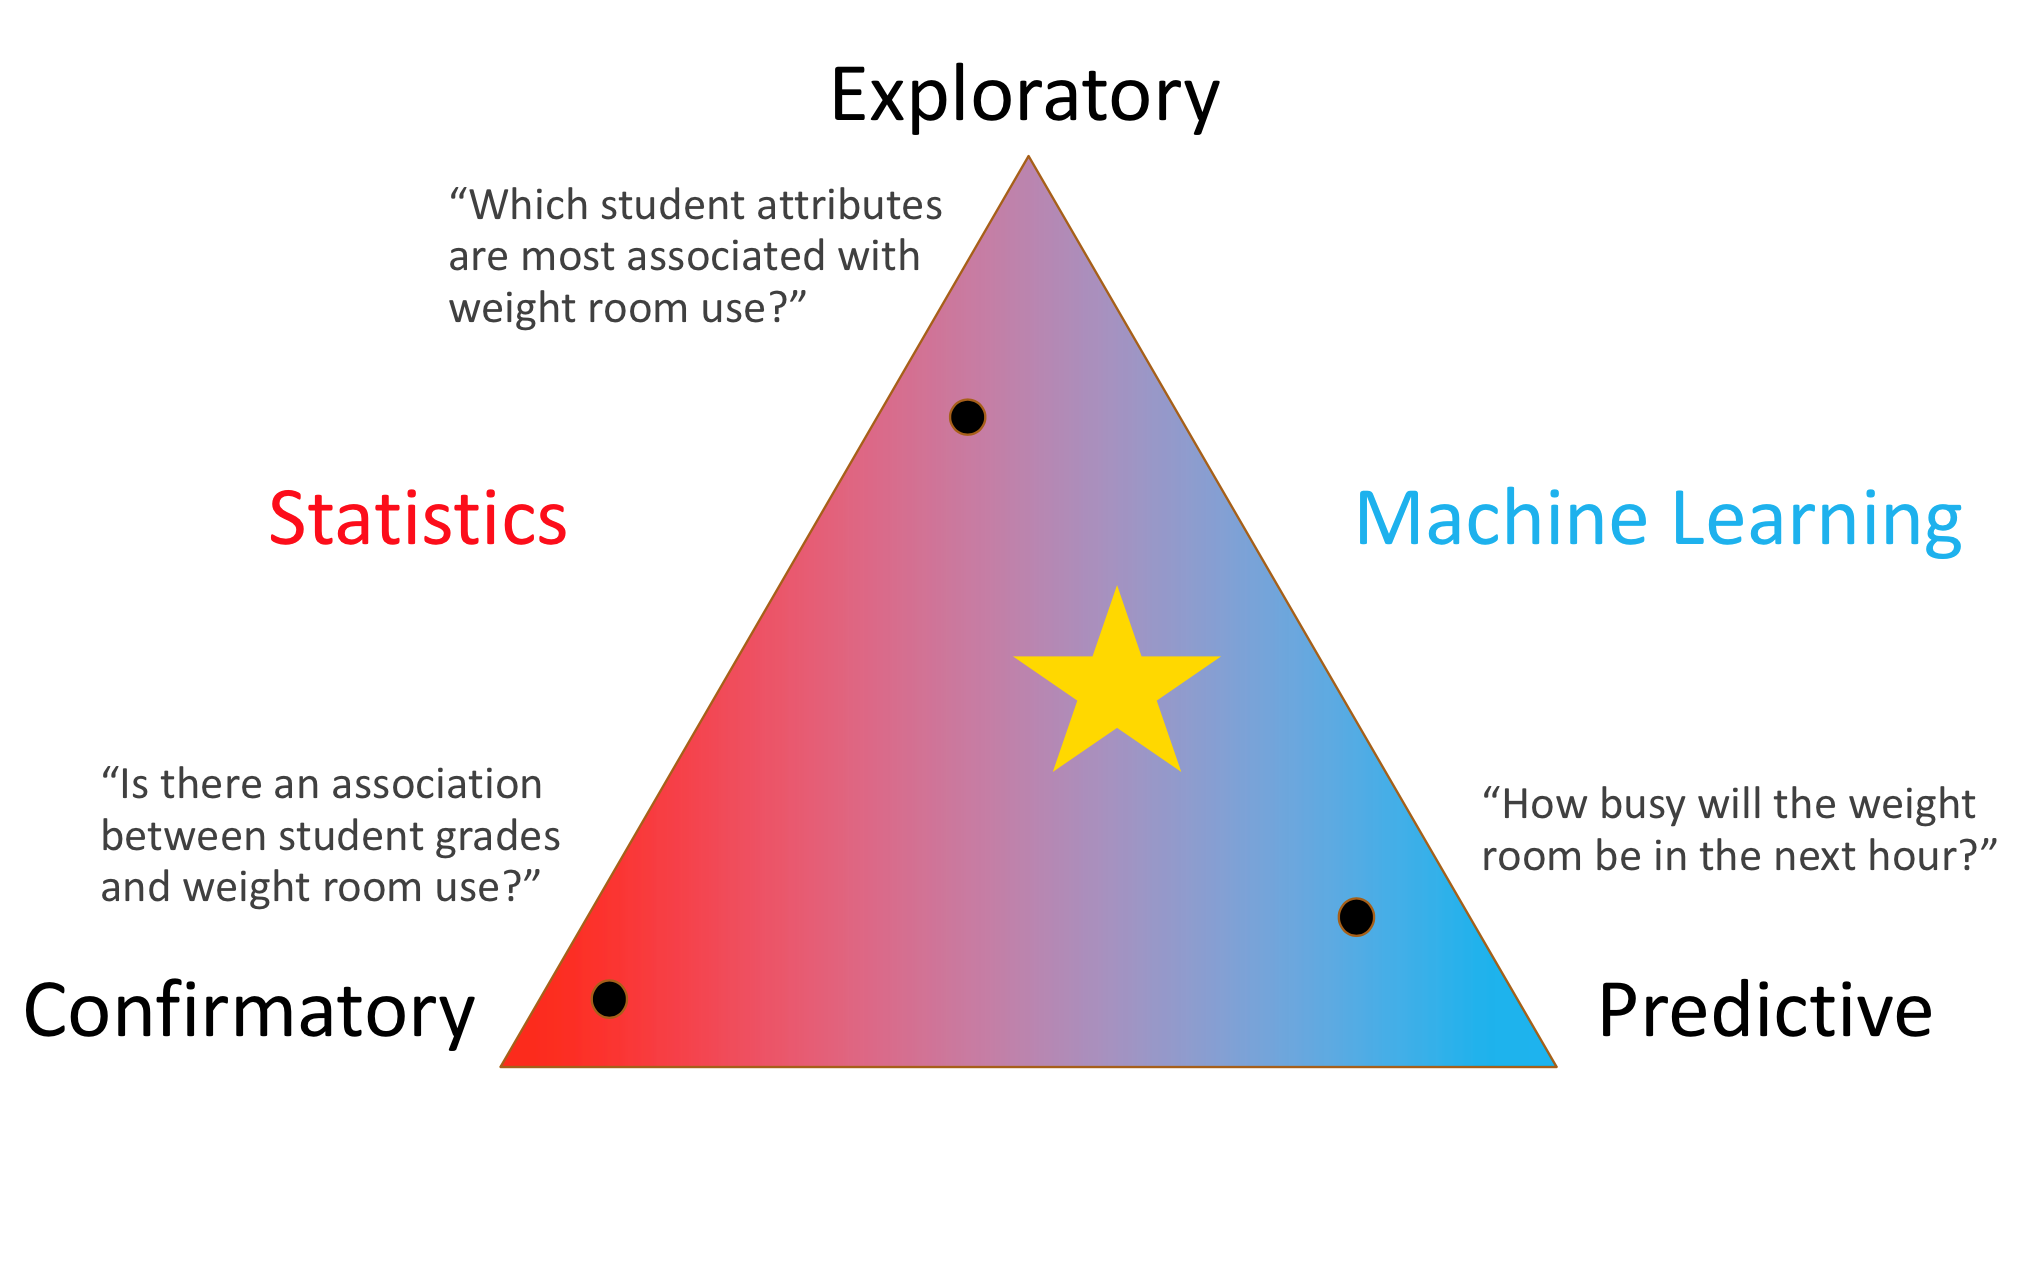 Exploratory
“Which student attributes
are most associated with
weight room use?”
Statistics
Machine Learning
“Is there an association
between student grades
and weight room use?”
“How busy will the weight
room be in the next hour?”
Confirmatory
Predictive